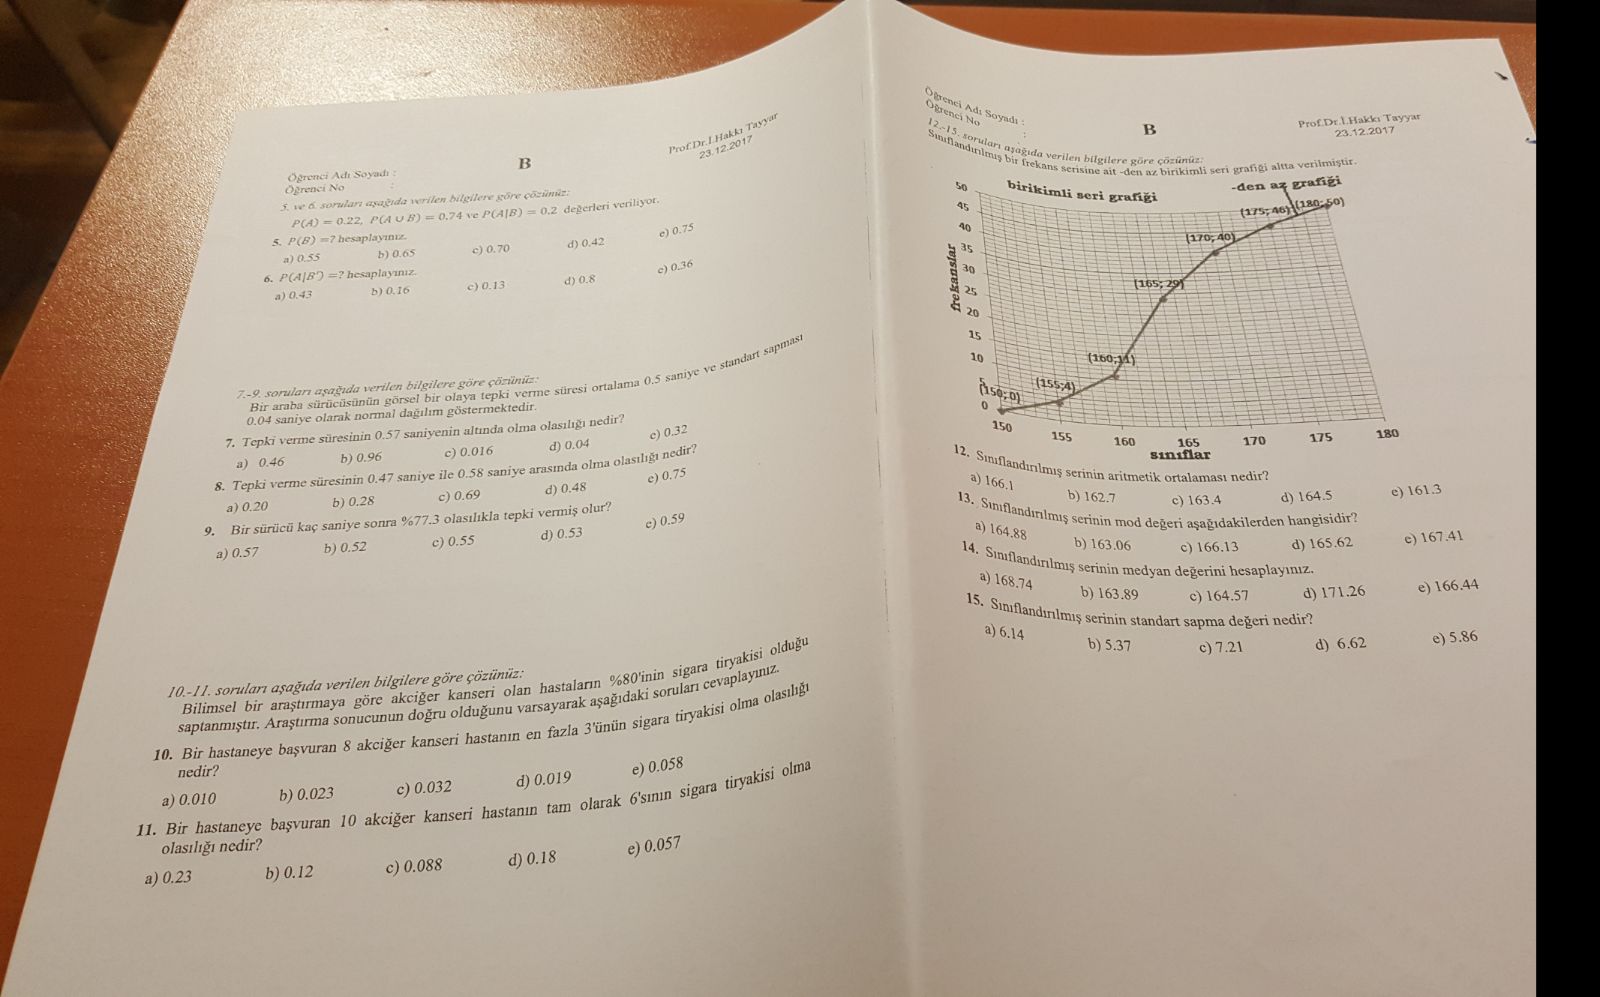 Prof.Dr.İ.Hakkı Tayyar
23.12.2017
B
Öğrenci Adı Soyadı :
Öğrenci No :
5. ve 6. soruları aşağıda verilen bilgilere göre çözünüz:
P(A) = 0.22, P(A ∪ B) = 0.74 ve P(A|B) = 0.2 değerleri veriliyor.
5. P(B) =? hesaplayınız.
a) 0.55 b) 0.65 c) 0.70 d) 0.42 e) 0.75
6. P(A|B') =? hesaplayınız.
a) 0.43 b) 0.16 c) 0.13 d) 0.8 e) 0.36
7.-9. soruları aşağıda verilen bilgilere göre çözünüz:
Bir araba sürücüsünün görsel bir olaya tepki verme süresi ortalama 0.5 saniye ve standart sapması
0.04 saniye olarak normal dağılım göstermektedir.
7. Tepki verme süresinin 0.57 saniyenin altında olma olasılığı nedir?
a) 0.46 b) 0.96 c) 0.016 d) 0.04 e) 0.32
8. Tepki verme süresinin 0.47 saniye ile 0.58 saniye arasında olma olasılığı nedir?
a) 0.20 b) 0.28 c) 0.69 d) 0.48 e) 0.75
9. Bir sürücü kaç saniye sonra %77.3 olasılıkla tepki vermiş olur?
a) 0.57 b) 0.52 c) 0.55 d) 0.53 e) 0.59
10.-11. soruları aşağıda verilen bilgilere göre çözünüz:
Bilimsel bir araştırmaya göre akciğer kanseri olan hastaların %80'inin sigara tiryakisi olduğu
saptanmıştır. Araştırma sonucunun doğru olduğunu varsayarak aşağıdaki soruları cevaplayınız.
10. Bir hastaneye başvuran 8 akciğer kanseri hastanın en fazla 3'ünün sigara tiryakisi olma olasılığı
nedir?
a) 0.010 b) 0.023 c) 0.032 d) 0.019 e) 0.058
11. Bir hastaneye başvuran 10 akciğer kanseri hastanın tam olarak 6'sının sigara tiryakisi olma
olasılığı nedir?
a) 0.23 b) 0.12 c) 0.088 d) 0.18 e) 0.057
Öğrenci Adı Soyadı :
Öğrenci No :
B
Prof.Dr.İ.Hakkı Tayyar
23.12.2017
12.-15. soruları aşağıda verilen bilgilere göre çözünüz:
Sınıflandırılmış bir frekans serisine ait -den az birikimli seri grafiği altta verilmiştir.
birikimli seri grafiği
-den az grafiği
50
45
40
35
30
25
20
15
10
5
0
frekanslar
(150; 0)
(155;4)
(160;11)
(165; 29)
(170; 40)
(175; 46)
(180; 50)
150 155 160 165 170 175 180
sınıflar
12. Sınıflandırılmış serinin aritmetik ortalaması nedir?
a) 166.1 b) 162.7 c) 163.4 d) 164.5 e) 161.3
13. Sınıflandırılmış serinin mod değeri aşağıdakilerden hangisidir?
a) 164.88 b) 163.06 c) 166.13 d) 165.62 e) 167.41
14. Sınıflandırılmış serinin medyan değerini hesaplayınız.
a) 168.74 b) 163.89 c) 164.57 d) 171.26 e) 166.44
15. Sınıflandırılmış serinin standart sapma değeri nedir?
a) 6.14 b) 5.37 c) 7.21 d) 6.62 e) 5.86